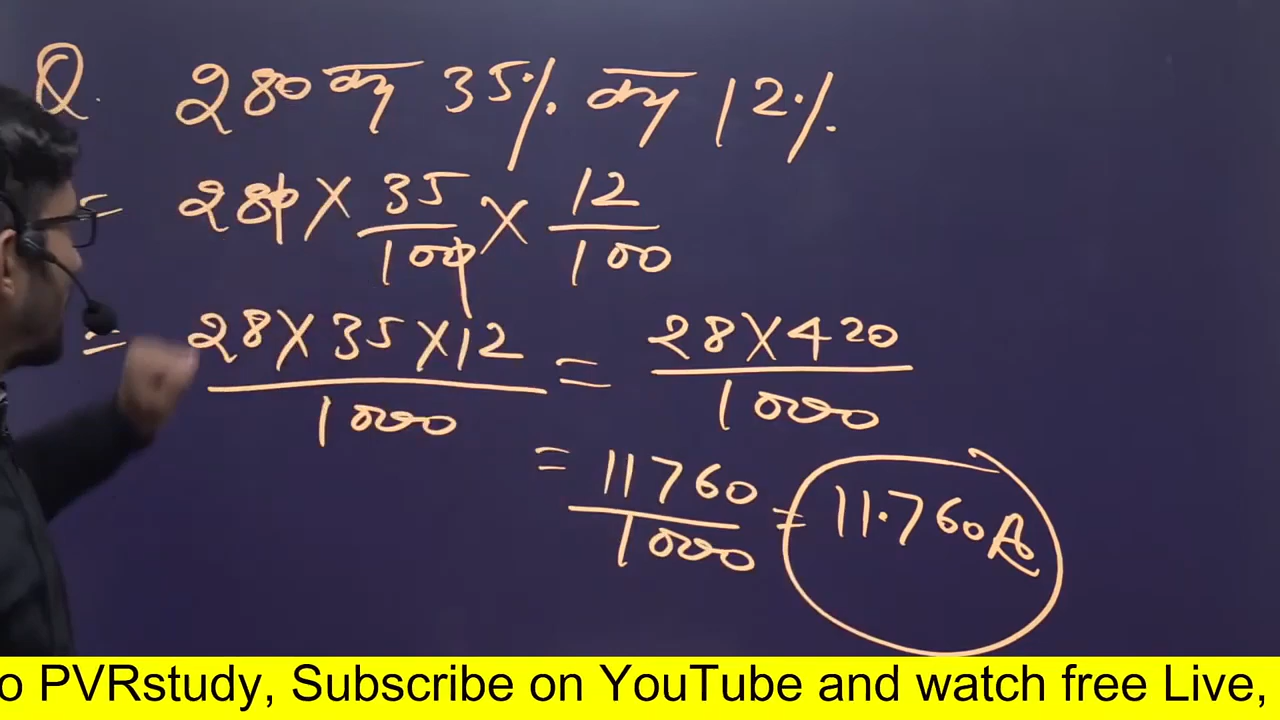 Q. 280 का 35% का 12%.
= 280 × 35/100 × 12/100
= 28×35×12/1000 = 28×420/1000
= 11760/1000 = 11.760 A
o PVRstudy, Subscribe on YouTube and watch free Live,